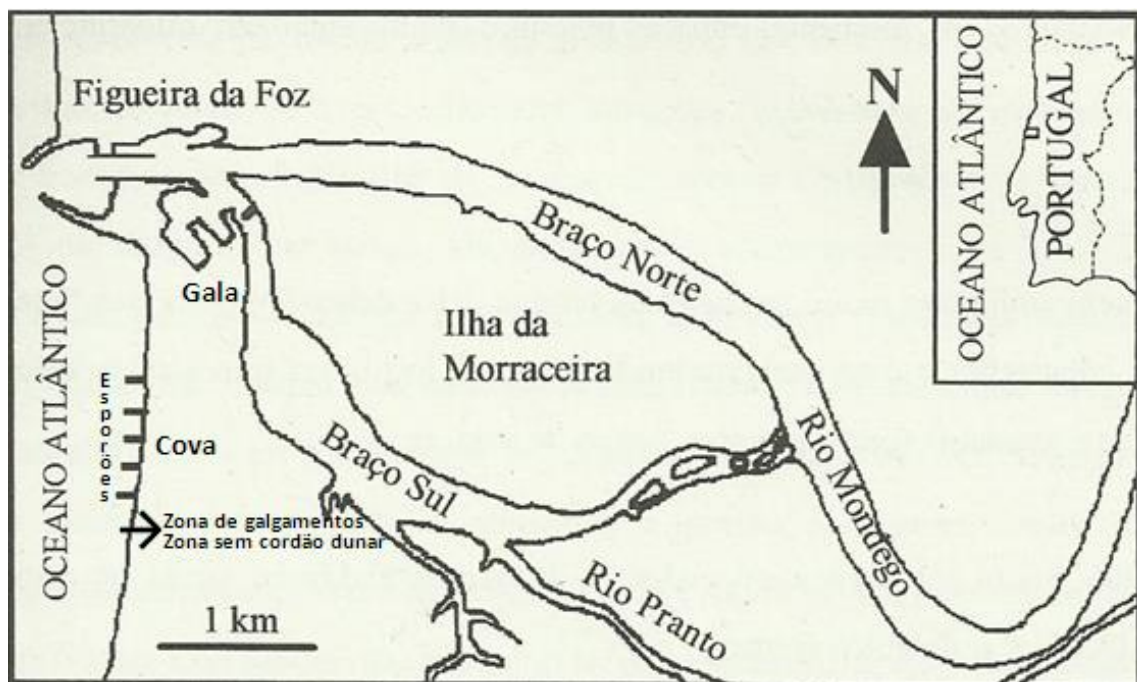 Figueira da Foz
N
OCEANO ATLÂNTICO
PORTUGAL
Braço Norte
Gala
Ilha da
Morraceira
OCEANO ATLÂNTICO
Esporões
Cova
Braço Sul
Rio Mondego
Zona de galgamentos
Zona sem cordão dunar
Rio Pranto
1 km